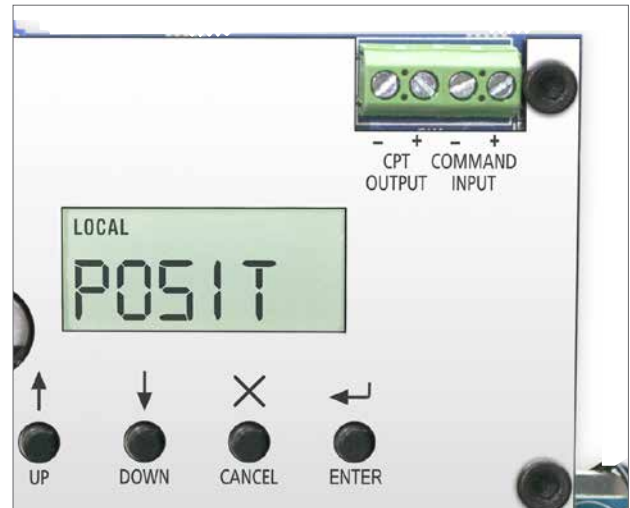 - + - +
CPT OUTPUT
COMMAND INPUT
LOCAL
POSIT
UP DOWN CANCEL ENTER